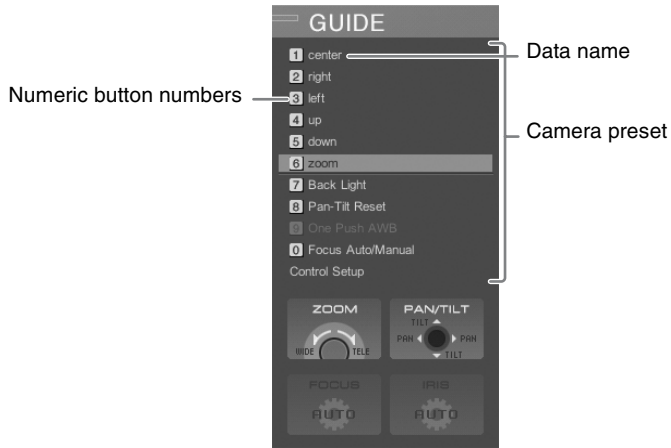 GUIDE
1 center
Data name
2 right
Numeric button numbers
3 left
4 up
Camera preset
5 down
6 zoom
7 Back Light
8 Pan-Tilt Reset
9 One Push AWB
0 Focus Auto/Manual
Control Setup
ZOOM
WIDE TELE
PAN/TILT
TILT
PAN PAN
TILT
FOCUS
AUTO
IRIS
AUTO